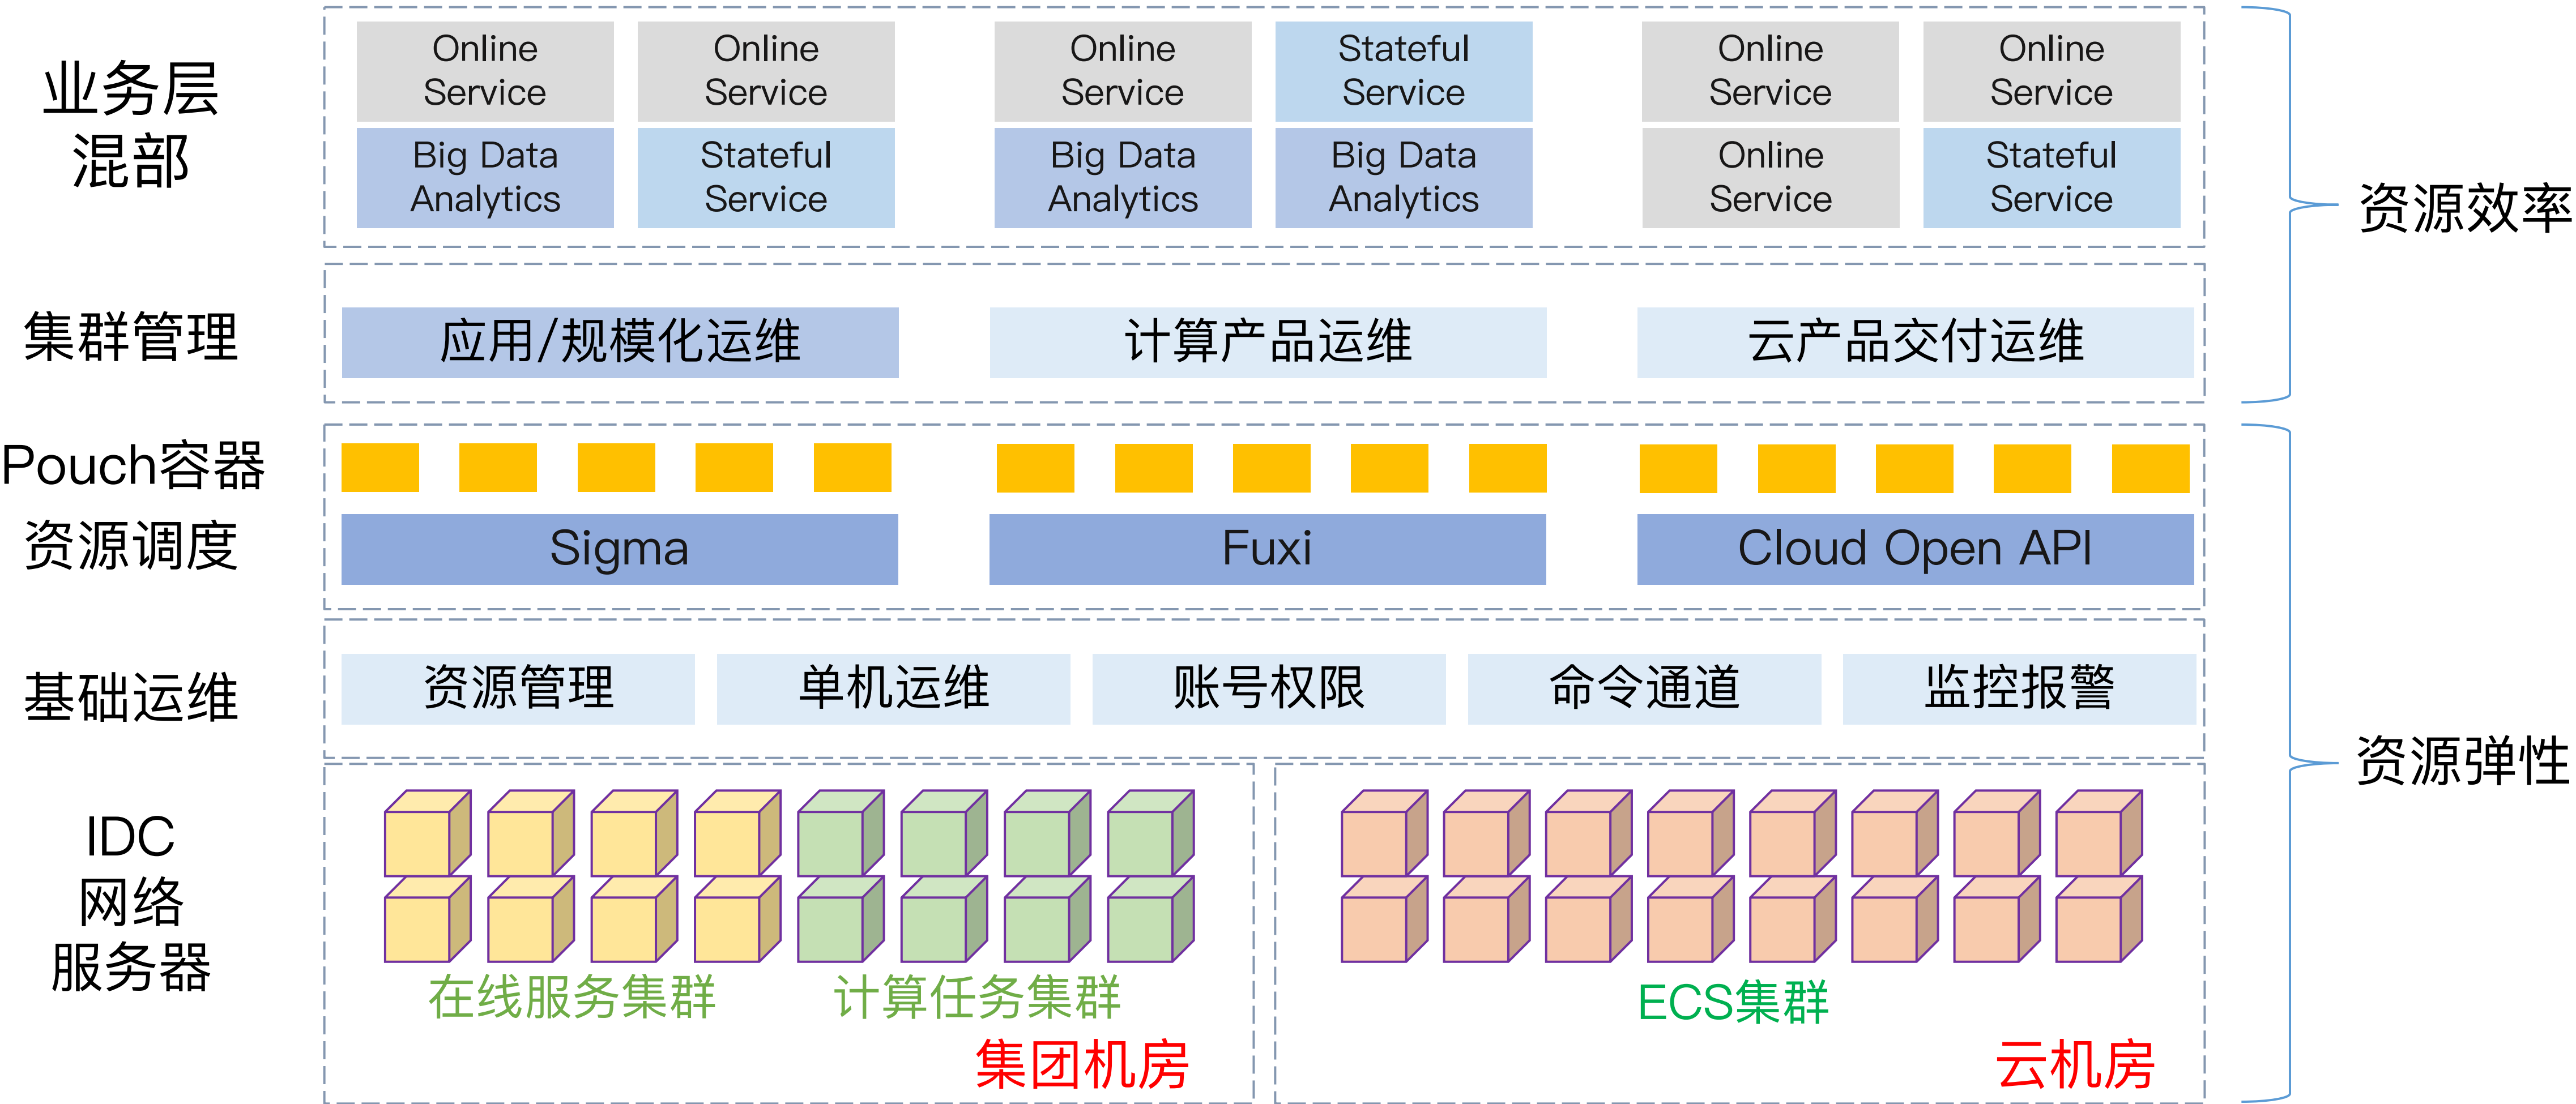 业务层
混部
Online
Service
Online
Service
Online
Service
Stateful
Service
Online
Service
Online
Service
Big Data
Analytics
Stateful
Service
Big Data
Analytics
Big Data
Analytics
Online
Service
Stateful
Service
资源效率
集群管理
应用/规模化运维
计算产品运维
云产品交付运维
Pouch容器
资源调度
Sigma
Fuxi
Cloud Open API
基础运维
资源管理
单机运维
账号权限
命令通道
监控报警
资源弹性
IDC
网络
服务器
在线服务集群
计算任务集群
集团机房
ECS集群
云机房